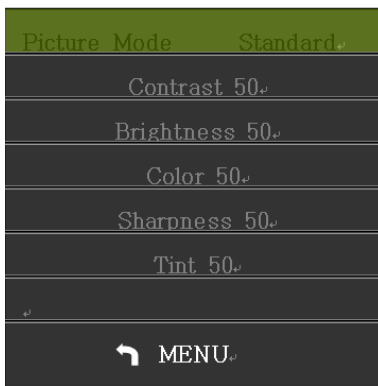 Picture Mode Standard
Contrast 50
Brightness 50
Color 50
Sharpness 50
Tint 50
MENU